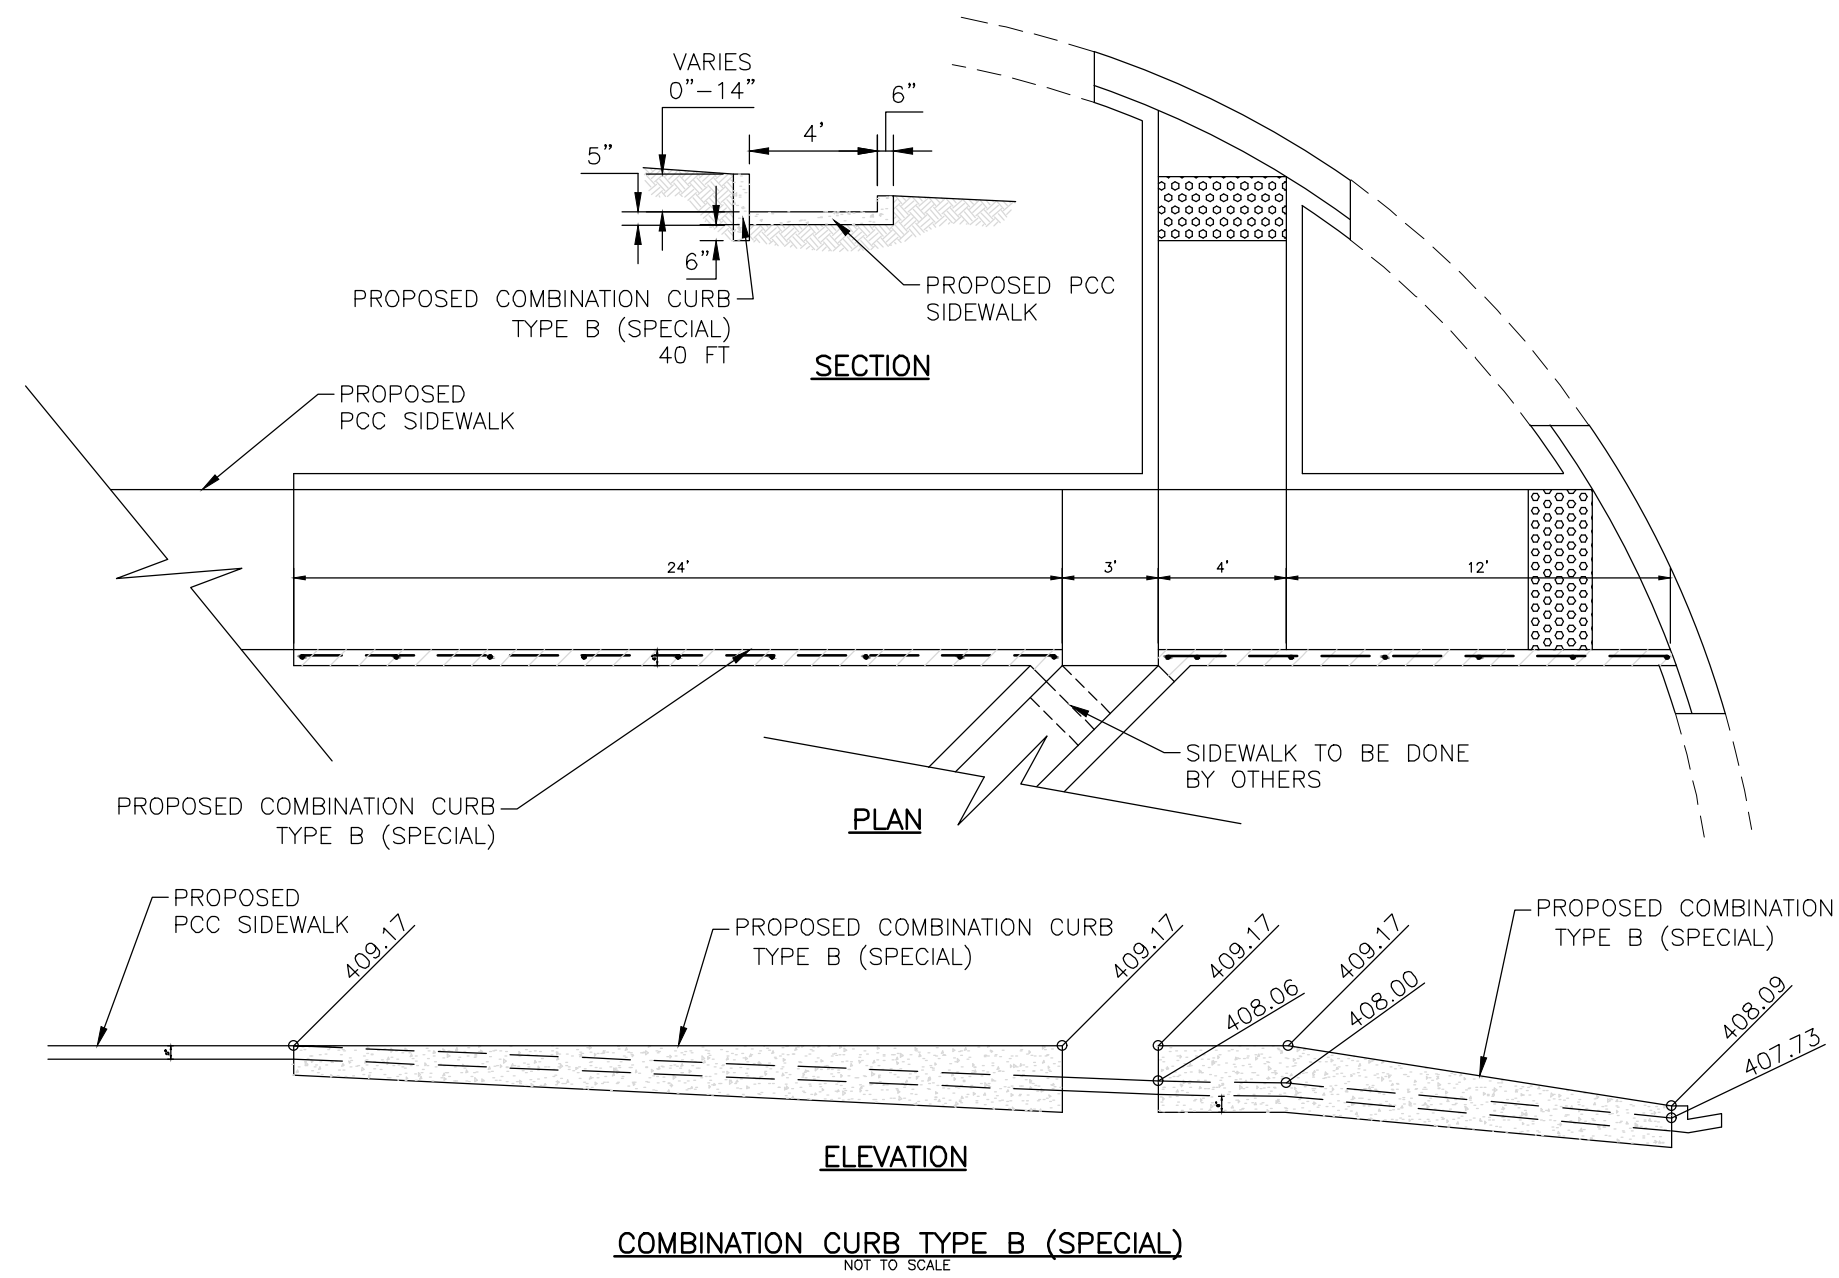 VARIES
0"-14"
6"
4'
5"
6"
PROPOSED COMBINATION CURB
TYPE B (SPECIAL)
40 FT
PROPOSED PCC
SIDEWALK
SECTION
PROPOSED
PCC SIDEWALK
24'
3'
4'
12'
SIDEWALK TO BE DONE
BY OTHERS
PROPOSED COMBINATION CURB
TYPE B (SPECIAL)
PLAN
PROPOSED
PCC SIDEWALK
409.17
PROPOSED COMBINATION CURB
TYPE B (SPECIAL)
409.17
409.17
409.17
408.06
408.00
PROPOSED COMBINATION
TYPE B (SPECIAL)
408.09
407.73
ELEVATION
COMBINATION CURB TYPE B (SPECIAL)
NOT TO SCALE